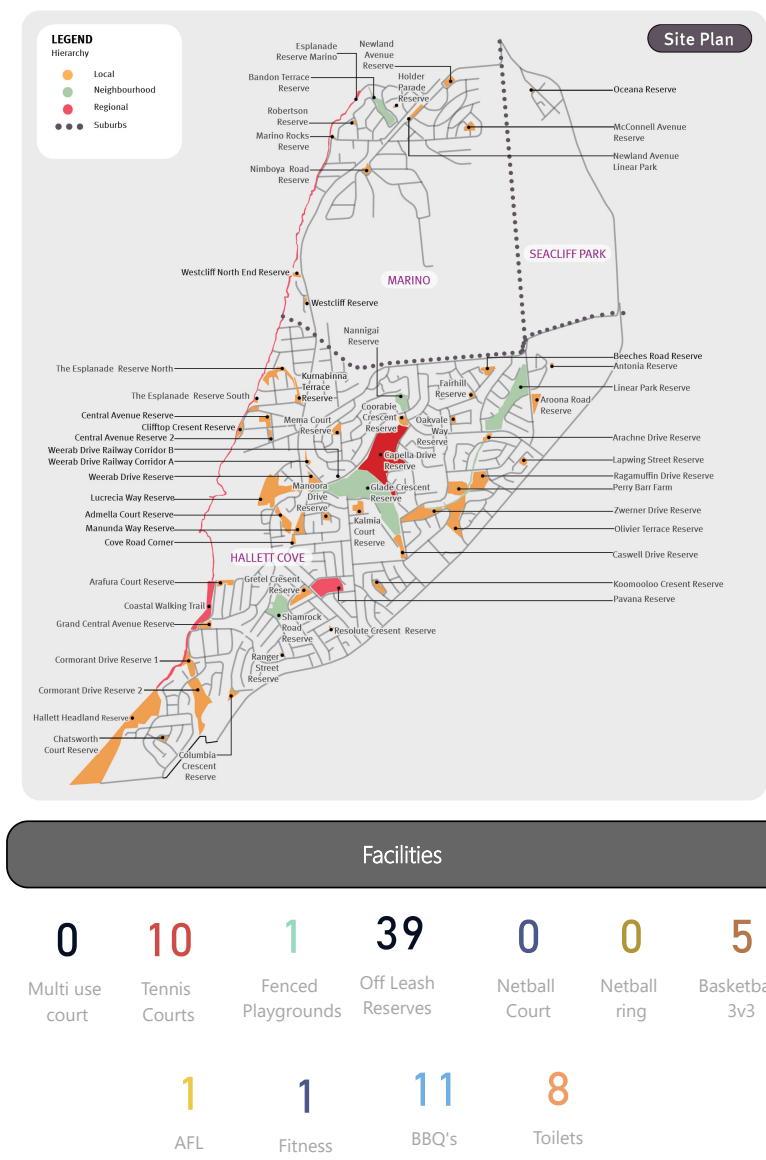 LEGEND
Hierarchy
Local
Neighbourhood
Regional
Suburbs
Site Plan
Esplanade
Reserve Marino
Newland
Avenue
Reserve
Bandon Terrace
Reserve
Holder
Parade
Reserve
Oceana Reserve
Robertson
Reserve
McConnell Avenue
Reserve
Marino Rocks
Reserve
Newland Avenue
Linear Park
Nimboya Road
Reserve
SEACLIFF PARK
Westcliff North End Reserve
MARINO
Westcliff Reserve
Nannigai
Reserve
Beeches Road Reserve
Antonia Reserve
The Esplanade Reserve North
Kurnabinna
Terrace
Reserve
Fairhill
Reserve
Linear Park Reserve
The Esplanade Reserve South
Aroona Road
Reserve
Coorabie
Crescent
Reserve
Central Avenue Reserve
Mema Court
Reserve
Oakvale
Way
Reserve
Clifftop Cresent Reserve
Central Avenue Reserve 2
Arachne Drive Reserve
Weerab Drive Railway Corridor B
Capella Drive
Reserve
Weerab Drive Railway Corridor A
Lapwing Street Reserve
Weerab Drive Reserve
Ragamuffin Drive Reserve
Manoora
Drive
Reserve
Glade Crescent
Reserve
Perry Barr Farm
Lucrecia Way Reserve
Zwerner Drive Reserve
Admella Court Reserve
Kalmia
Court
Reserve
Manunda Way Reserve
Olivier Terrace Reserve
Cove Road Corner
Caswell Drive Reserve
HALLETT COVE
Arafura Court Reserve
Gretel Cresent
Reserve
Koomooloo Cresent Reserve
Pavana Reserve
Coastal Walking Trail
Shamrock
Road
Reserve
Grand Central Avenue Reserve
Resolute Cresent Reserve
Cormorant Drive Reserve 1
Ranger
Street
Reserve
Cormorant Drive Reserve 2
Hallett Headland Reserve
Chatsworth
Court Reserve
Columbia
Crescent
Reserve
Facilities
0
Multi use
court
10
Tennis
Courts
1
Fenced
Playgrounds
39
Off Leash
Reserves
0
Netball
Court
0
Netball
ring
5
Basketba
3v3
1
AFL
1
Fitness
11
BBQ's
8
Toilets